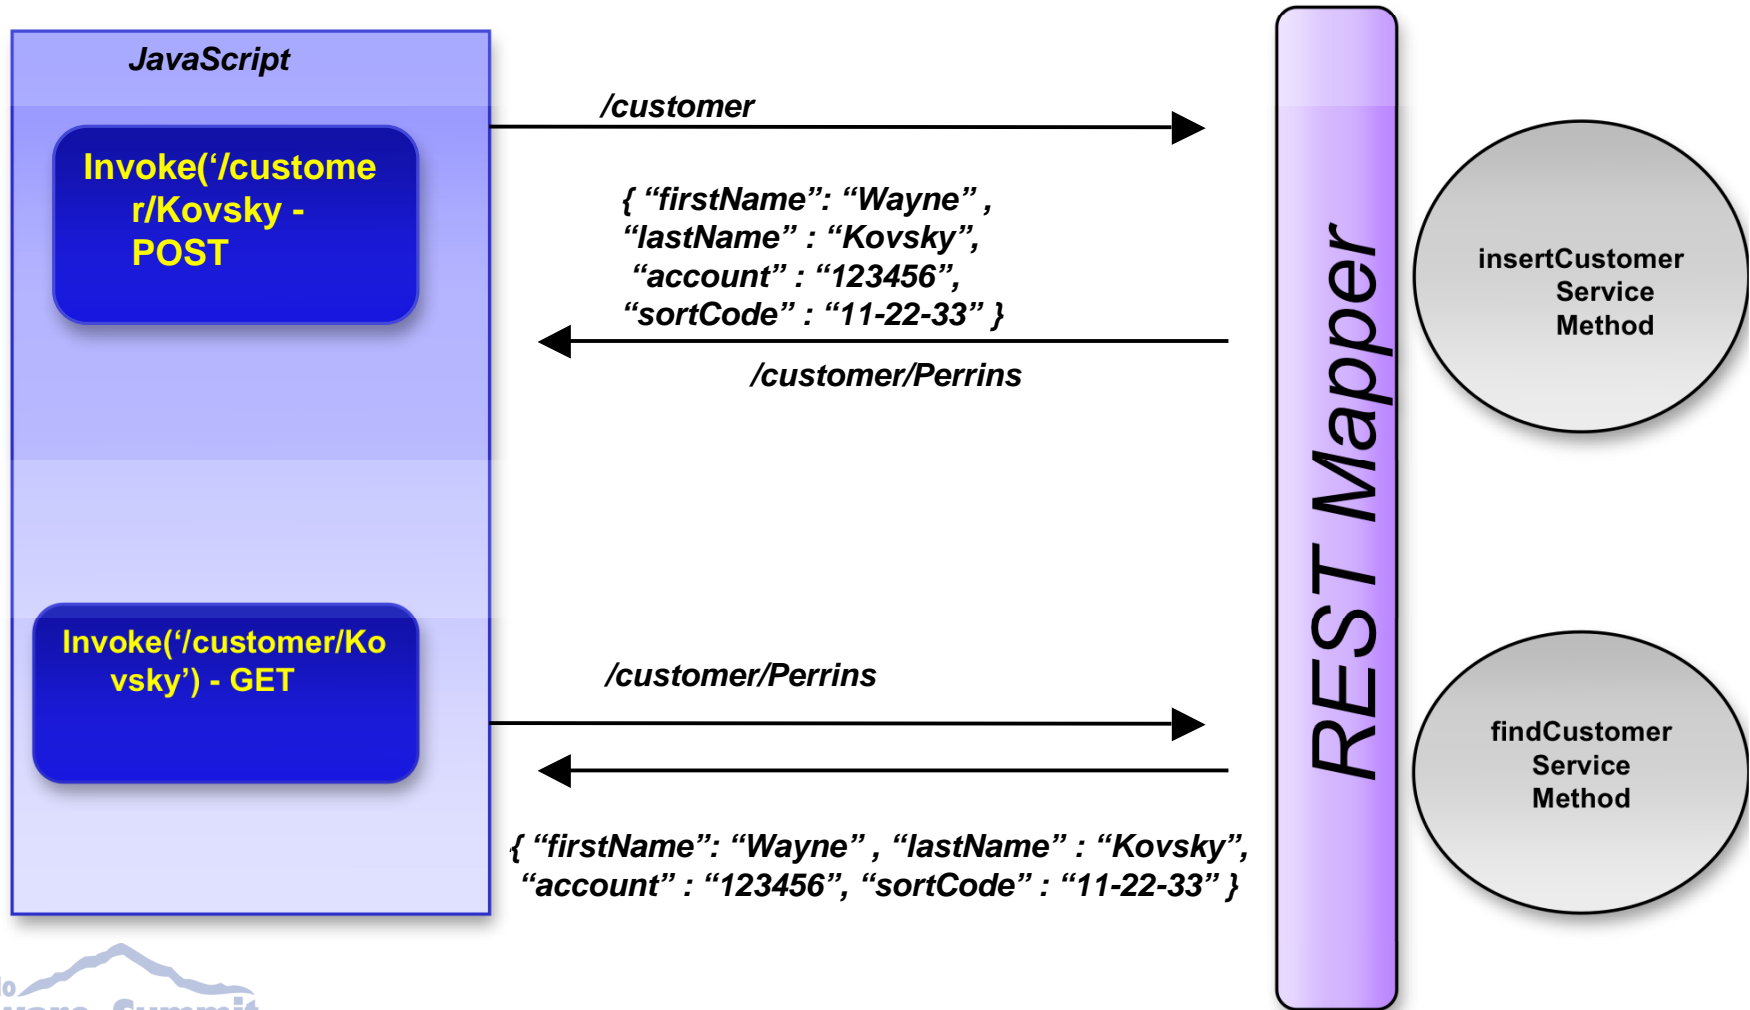 JavaScript
Invoke(‘/custome
r/Kovsky -
POST
/customer
{ “firstName”: “Wayne” ,
“lastName” : “Kovsky”,
“account” : “123456”,
“sortCode” : “11-22-33” }
/customer/Perrins
REST Mapper
insertCustomer
Service
Method
Invoke(‘/customer/Ko
vsky’) - GET
/customer/Perrins
{ “firstName”: “Wayne” , “lastName” : “Kovsky”,
“account” : “123456”, “sortCode” : “11-22-33” }
findCustomer
Service
Method